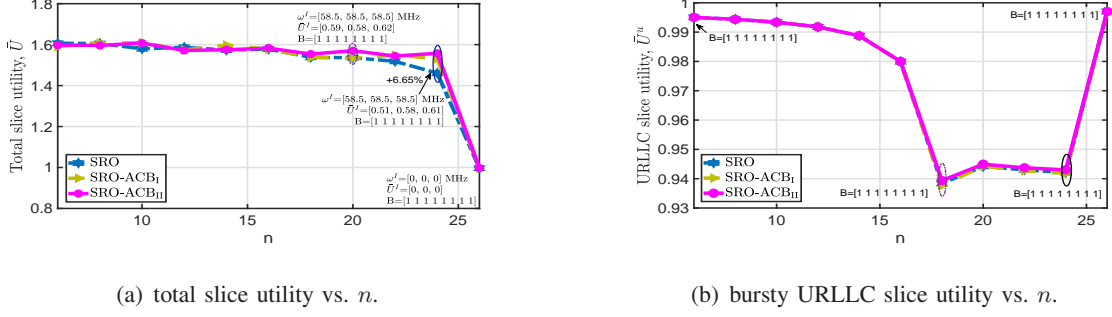 Total slice utility, Ū
1.8
1.6
1.4
1.2
1
0.8
ω^I=[58.5, 58.5, 58.5] MHz
Ū^I=[0.59, 0.58, 0.62]
B=[1 1 1 1 1 1 1 1]
+6.65%
ω^I=[58.5, 58.5, 58.5] MHz
Ū^I=[0.51, 0.58, 0.61]
B=[1 1 1 1 1 1 1 1]
SRO
SRO-ACB_I
SRO-ACB_II
ω^I=[0, 0, 0] MHz
Ū^I=[0, 0, 0]
B=[1 1 1 1 1 1 1 1]
10 15 20 25
n
(a) total slice utility vs. n.
URLLC slice utility, Ū^u
1
0.99
0.98
0.97
0.96
0.95
0.94
0.93
B=[1 1 1 1 1 1 1 1]
B=[1 1 1 1 1 1 1 1]
SRO
SRO-ACB_I
SRO-ACB_II
B=[1 1 1 1 1 1 1 1]
B=[1 1 1 1 1 1 1 1]
10 15 20 25
n
(b) bursty URLLC slice utility vs. n.